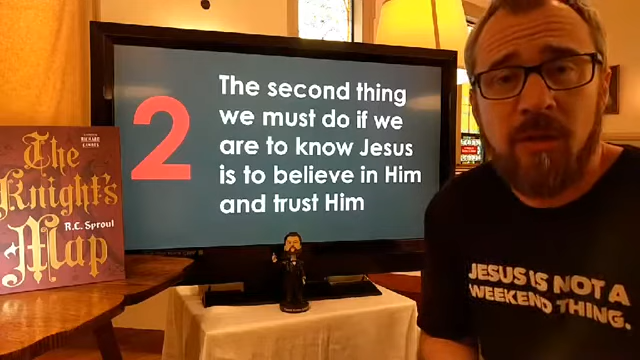 2
The second thing
we must do if we
are to know Jesus
is to believe in Him
and trust Him
The
Knight's
Map
R.C. Sproul
JESUS IS NOT A
WEEKEND THING.